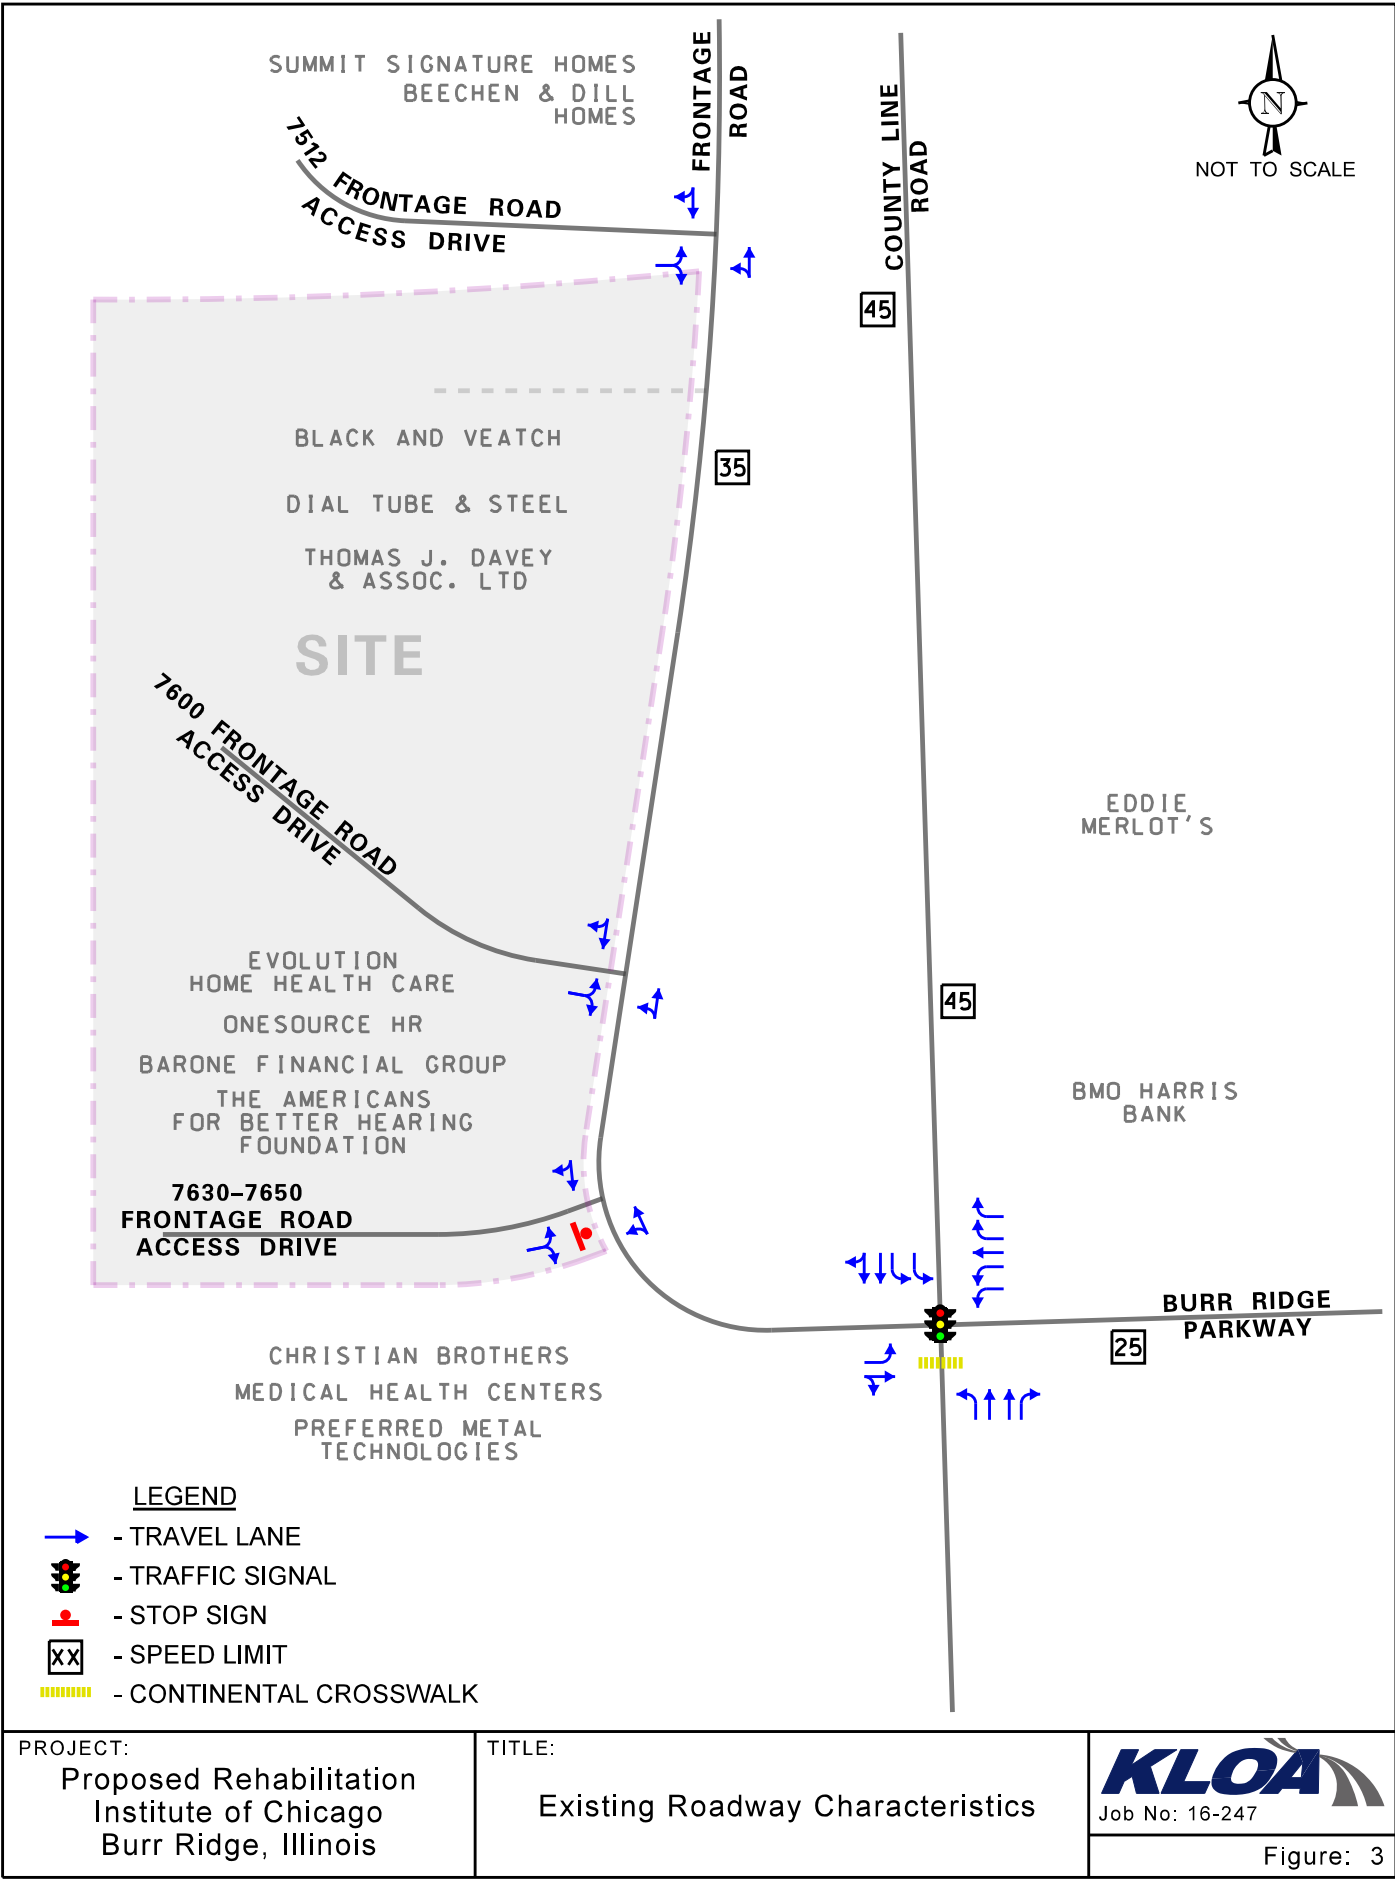 SUMMIT SIGNATURE HOMES
BEECHEN & DILL
HOMES
FRONTAGE
ROAD
COUNTY LINE
ROAD
N
NOT TO SCALE
7512 FRONTAGE ROAD
ACCESS DRIVE
45
BLACK AND VEATCH
35
DIAL TUBE & STEEL
THOMAS J. DAVEY
& ASSOC. LTD
SITE
7600 FRONTAGE ROAD
ACCESS DRIVE
EDDIE
MERLOT'S
EVOLUTION
HOME HEALTH CARE
45
ONESOURCE HR
BARONE FINANCIAL GROUP
THE AMERICANS
FOR BETTER HEARING
FOUNDATION
BMO HARRIS
BANK
7630-7650
FRONTAGE ROAD
ACCESS DRIVE
BURR RIDGE
PARKWAY
25
CHRISTIAN BROTHERS
MEDICAL HEALTH CENTERS
PREFERRED METAL
TECHNOLOGIES
LEGEND
- TRAVEL LANE
- TRAFFIC SIGNAL
- STOP SIGN
XX - SPEED LIMIT
- CONTINENTAL CROSSWALK
PROJECT:
Proposed Rehabilitation
Institute of Chicago
Burr Ridge, Illinois
TITLE:
Existing Roadway Characteristics
KLOA
Job No: 16-247
Figure: 3